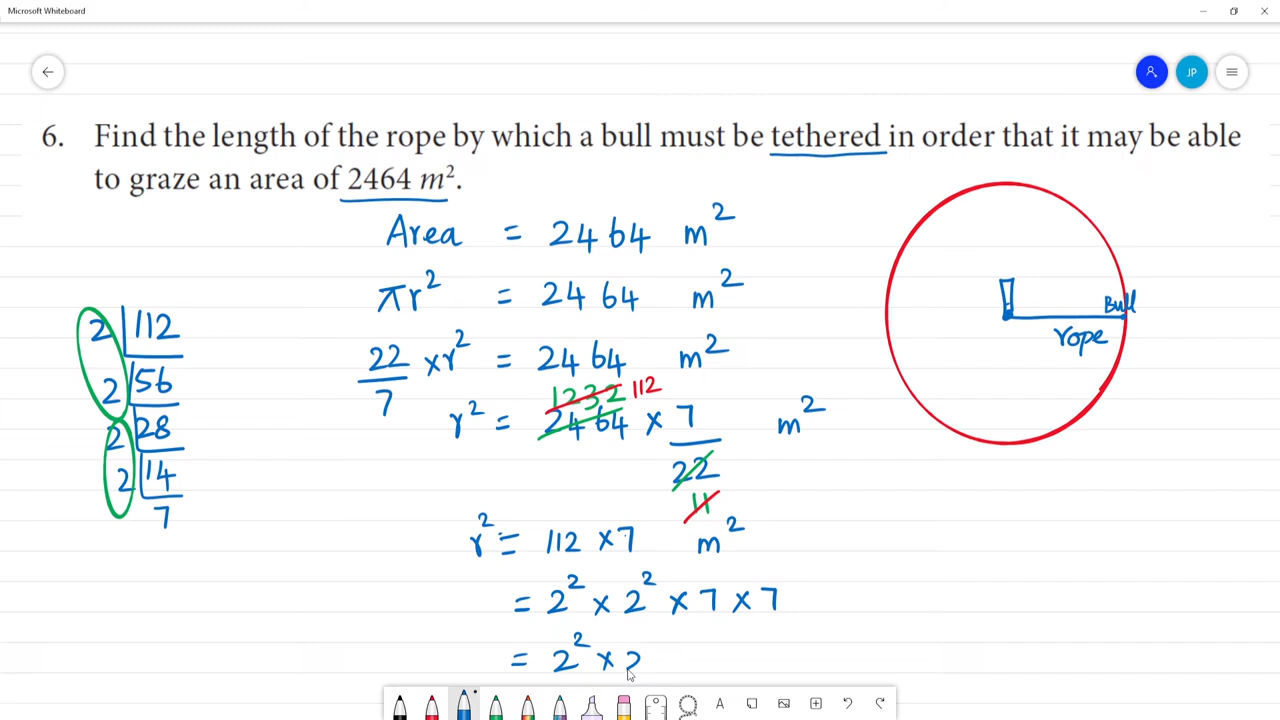 Microsoft Whiteboard
JP
6. Find the length of the rope by which a bull must be tethered in order that it may be able
to graze an area of 2464 m².
Area = 2464 m²
πr² = 2464 m²
22/7 × r² = 2464 m²
1232 112
r² = 2464 × 7/22 m²
11
r² = 112 × 7 m²
= 2² × 2² × 7 × 7
= 2² × 2
2 | 112
2 | 56
2 | 28
2 | 14
7
Bull
rope
A